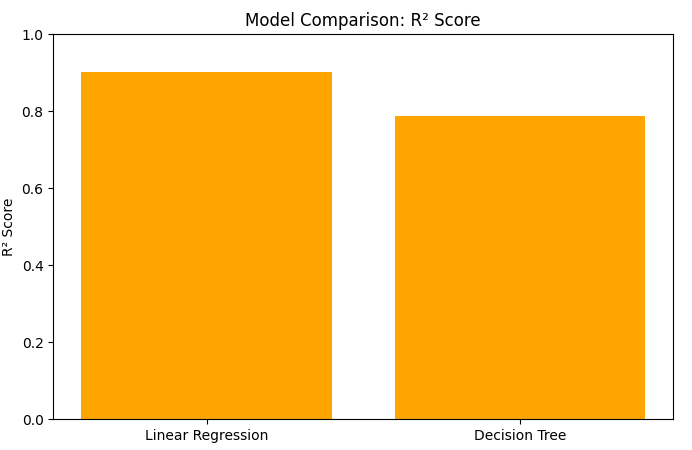 Model Comparison: R² Score
1.0
0.8
0.6
0.4
0.2
0.0
R² Score
Linear Regression
Decision Tree